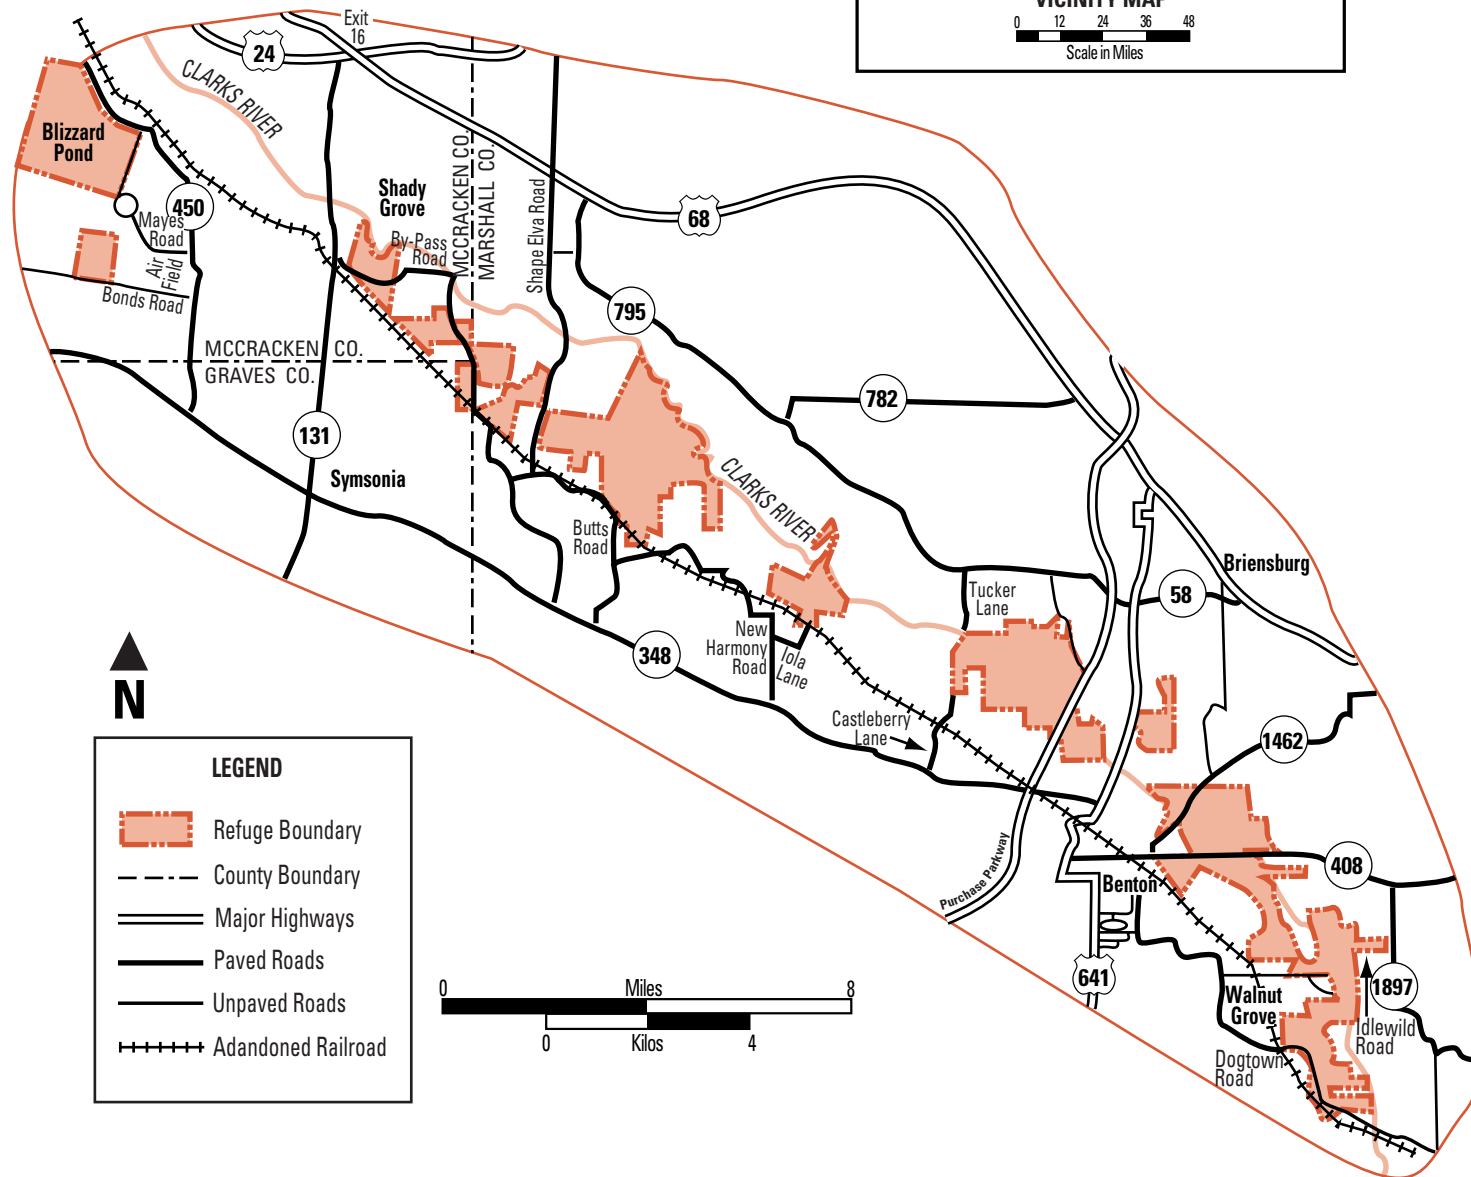 VICINITY MAP
0 12 24 36 48
Scale in Miles
Exit
16
24
CLARKS RIVER
Blizzard
Pond
450
Mayes
Road
Air
Field
Bonds Road
Shady
Grove
By-Pass
Road
MCCRACKEN CO.
MARSHALL CO.
Shape Elva Road
68
795
782
MCCRACKEN CO.
GRAVES CO.
131
Symsonia
CLARKS RIVER
Butts
Road
348
New
Harmony
Road
Iola
Lane
Tucker
Lane
58
Briensburg
Castleberry
Lane
1462
Purchase Parkway
408
Benton
641
Walnut
Grove
1897
Idlewild
Road
Dogtown
Road
N
LEGEND
Refuge Boundary
County Boundary
Major Highways
Paved Roads
Unpaved Roads
Adandoned Railroad
0 Miles 8
0 Kilos 4